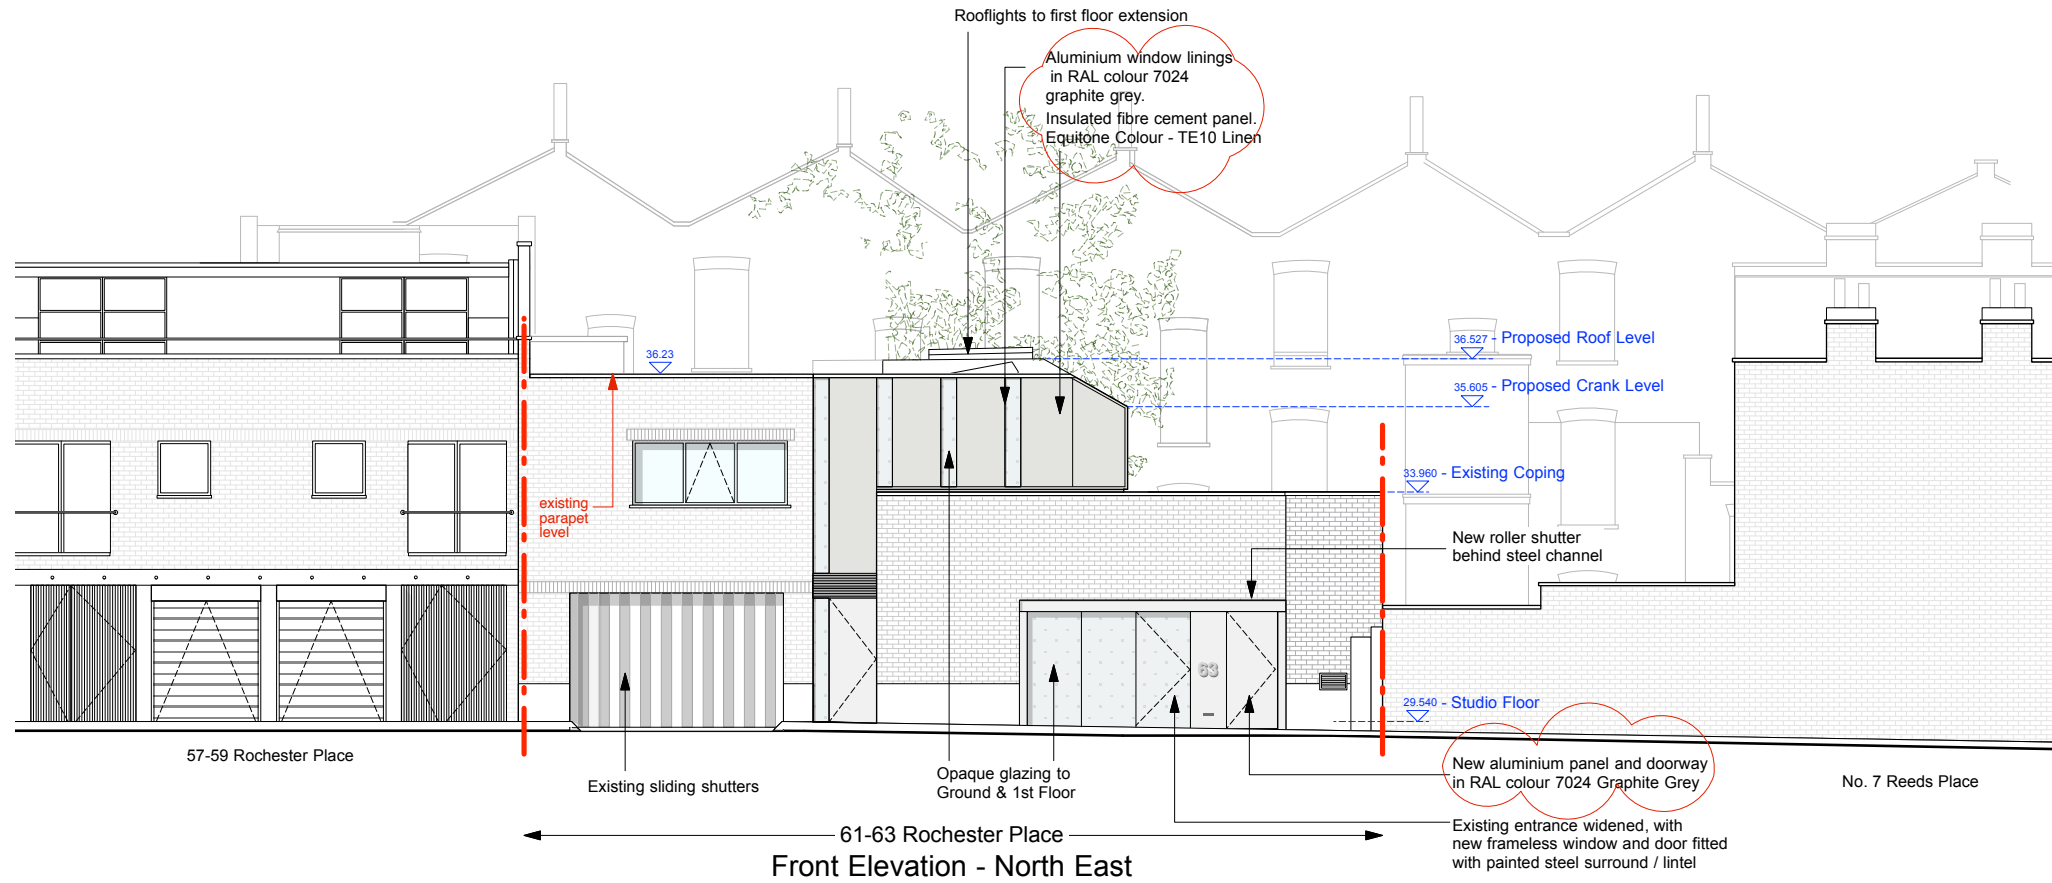 Rooflights to first floor extension
Aluminium window linings
in RAL colour 7024
graphite grey.
Insulated fibre cement panel.
Equitone Colour - TE10 Linen
36.23
36.527 - Proposed Roof Level
35.605 - Proposed Crank Level
33.960 - Existing Coping
existing
parapet
level
New roller shutter
behind steel channel
63
29.540 - Studio Floor
57-59 Rochester Place
Existing sliding shutters
Opaque glazing to
Ground & 1st Floor
New aluminium panel and doorway
in RAL colour 7024 Graphite Grey
No. 7 Reeds Place
Existing entrance widened, with
new frameless window and door fitted
with painted steel surround / lintel
61-63 Rochester Place
Front Elevation - North East